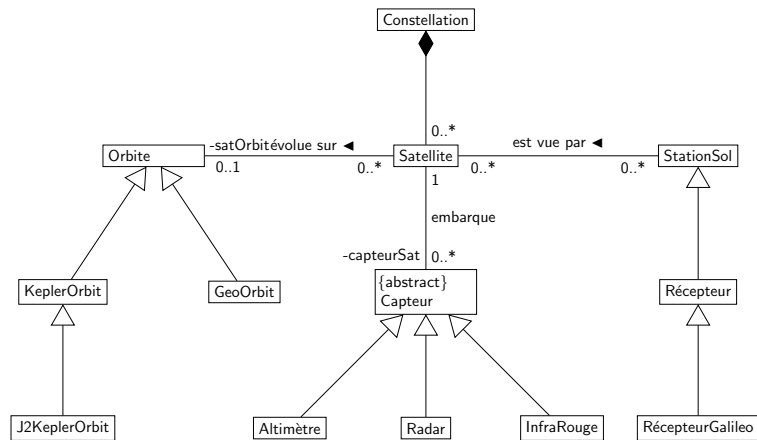 Constellation
0..*
-satOrbitévolue sur ◄
est vue par ◄
Orbite
Satellite
StationSol
0..1
0..*
0..*
0..*
1
embarque
-capteurSat
0..*
{abstract}
Capteur
KeplerOrbit
GeoOrbit
Récepteur
J2KeplerOrbit
Altimètre
Radar
InfraRouge
RécepteurGalileo